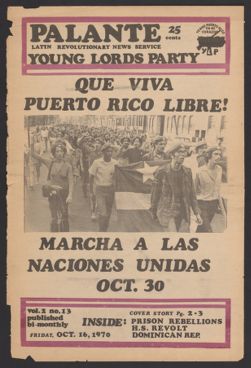 PALANTE
25 cents
LATIN REVOLUTIONARY NEWS SERVICE
YOUNG LORDS PARTY
YLP
QUE VIVA
PUERTO RICO LIBRE!
MARCHA A LAS
NACIONES UNIDAS
OCT. 30
vol. 2 no. 13
published
bi-monthly
FRIDAY, OCT. 16, 1970
INSIDE:
COVER STORY Pg. 2-3
PRISON REBELLIONS
H.S. REVOLT
DOMINICAN REP.